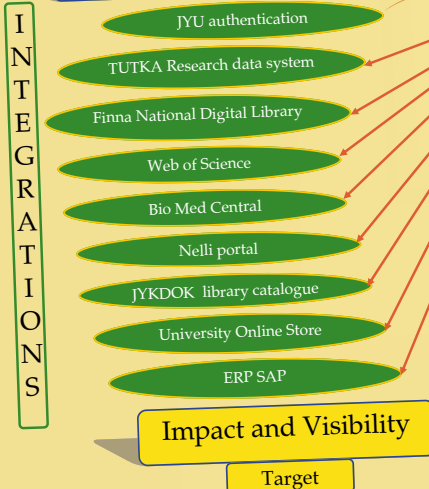 INTEGRATIONS
JYU authentication
TUTKA Research data system
Finna National Digital Library
Web of Science
Bio Med Central
Nelli portal
JYKDOK library catalogue
University Online Store
ERP SAP
Impact and Visibility
Target